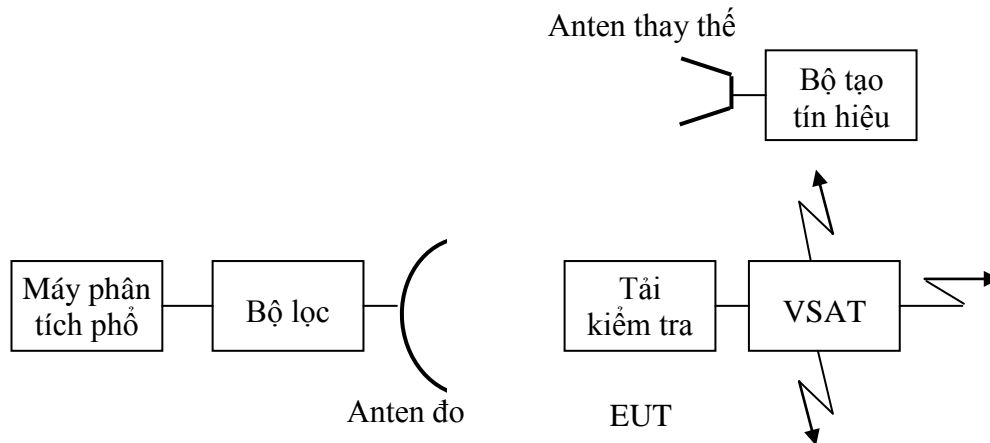 Anten thay thế
Bộ tạo
tín hiệu
Máy phân
tích phổ
Bộ lọc
Tải
kiểm tra
VSAT
Anten đo
EUT